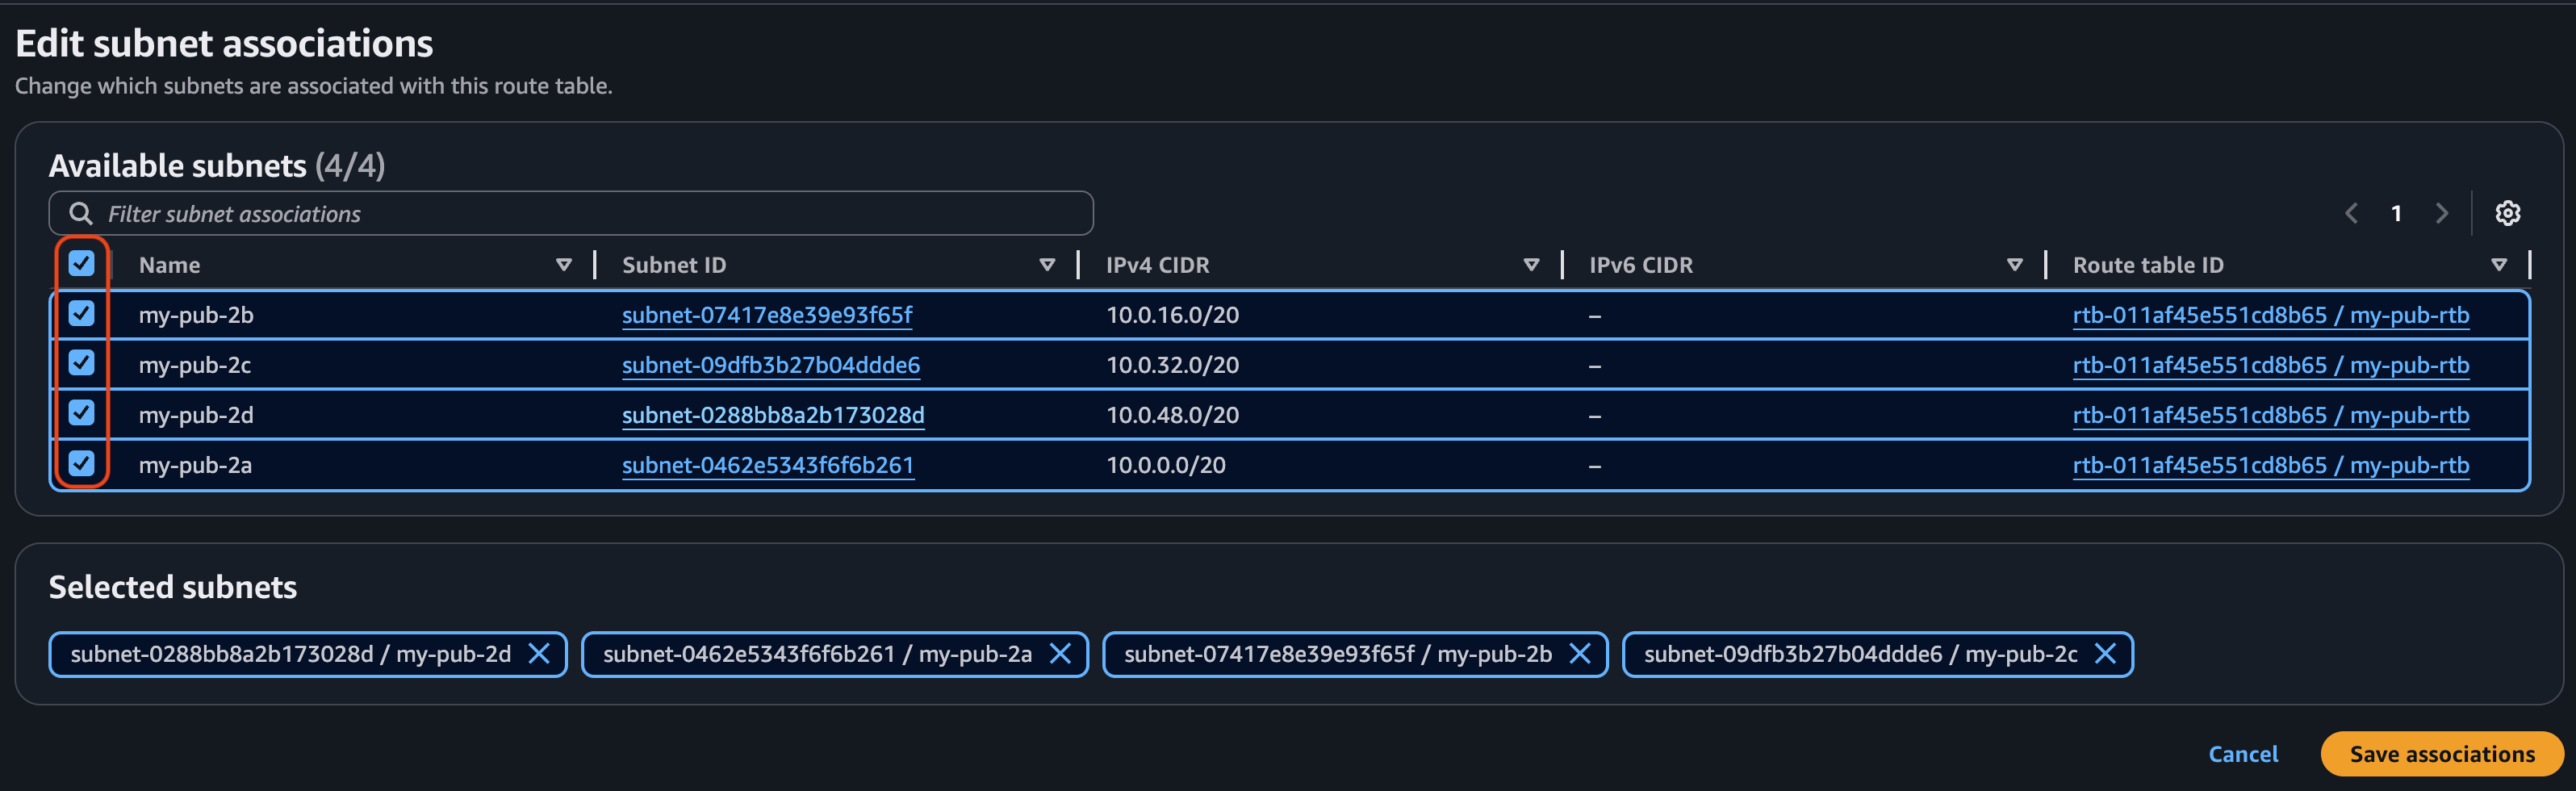 Edit subnet associations
Change which subnets are associated with this route table.
Available subnets (4/4)
Filter subnet associations
1
Name Subnet ID IPv4 CIDR IPv6 CIDR Route table ID
my-pub-2b subnet-07417e8e39e93f65f 10.0.16.0/20 – rtb-011af45e551cd8b65 / my-pub-rtb
my-pub-2c subnet-09dfb3b27b04ddde6 10.0.32.0/20 – rtb-011af45e551cd8b65 / my-pub-rtb
my-pub-2d subnet-0288bb8a2b173028d 10.0.48.0/20 – rtb-011af45e551cd8b65 / my-pub-rtb
my-pub-2a subnet-0462e5343f6f6b261 10.0.0.0/20 – rtb-011af45e551cd8b65 / my-pub-rtb
Selected subnets
subnet-0288bb8a2b173028d / my-pub-2d subnet-0462e5343f6f6b261 / my-pub-2a subnet-07417e8e39e93f65f / my-pub-2b subnet-09dfb3b27b04ddde6 / my-pub-2c
Cancel Save associations